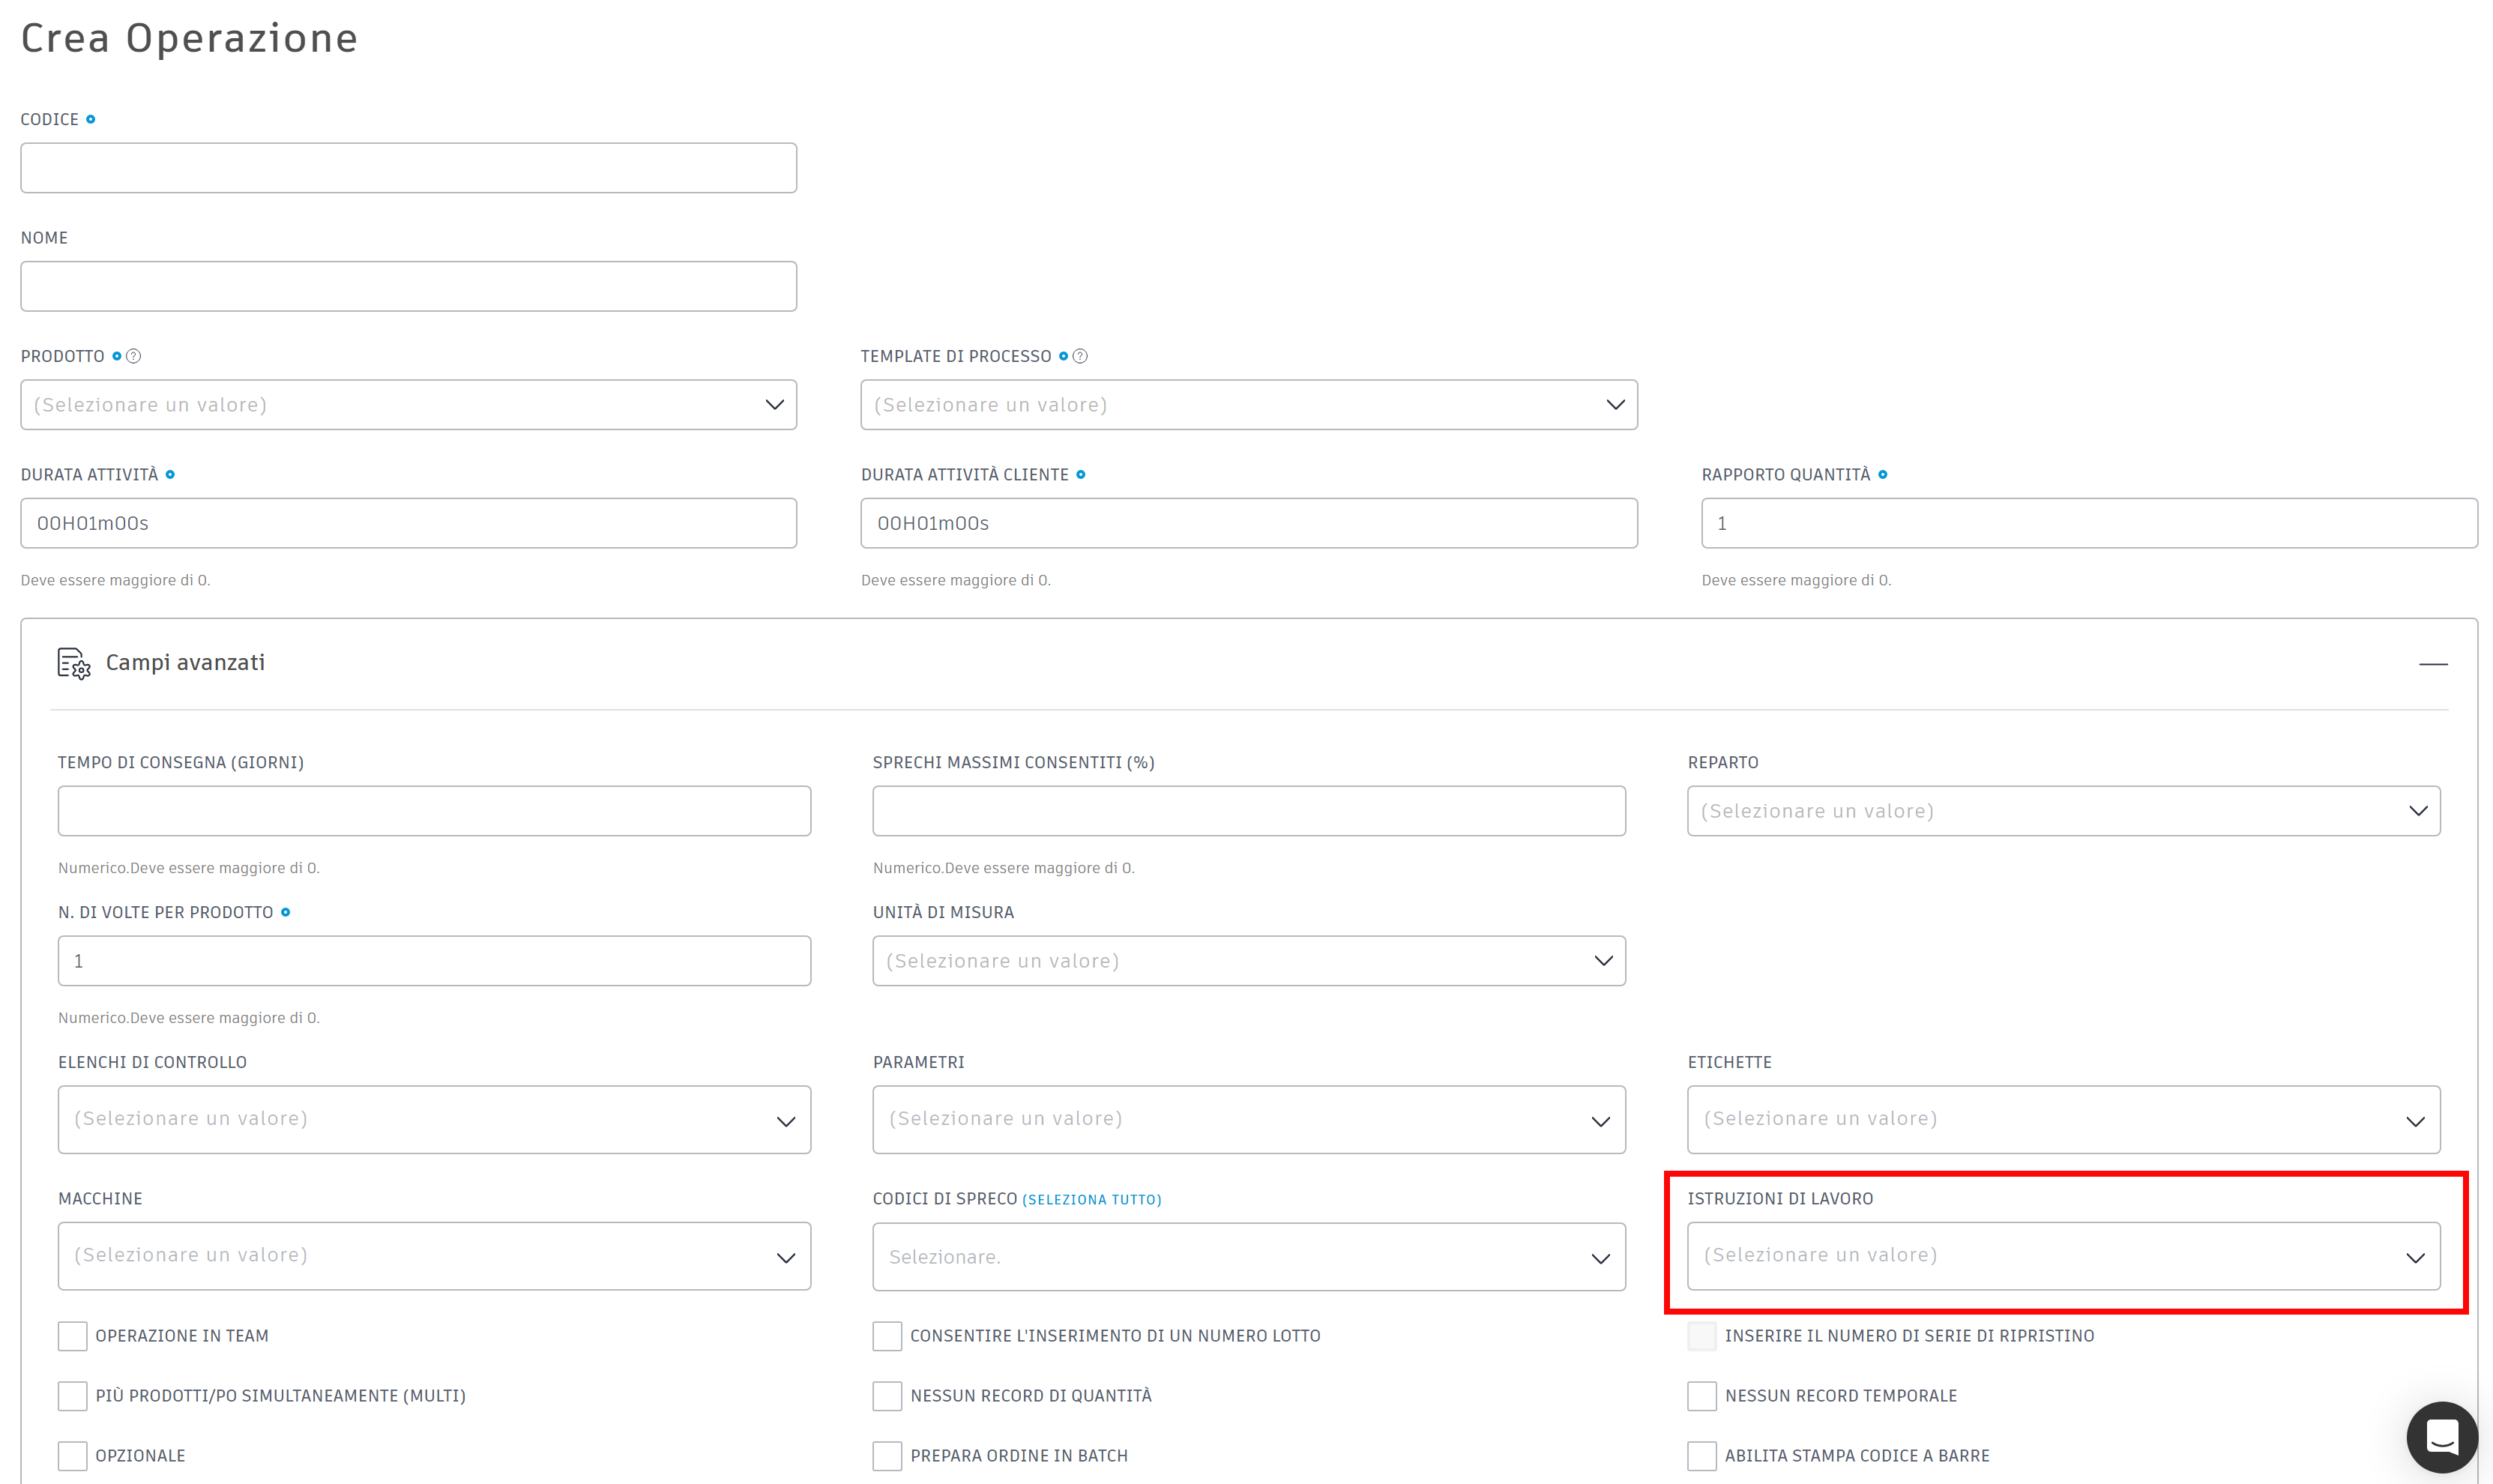 Crea Operazione
CODICE
NOME
PRODOTTO ? TEMPLATE DI PROCESSO ?
(Selezionare un valore) (Selezionare un valore)
DURATA ATTIVITÀ DURATA ATTIVITÀ CLIENTE RAPPORTO QUANTITÀ
00H01m00s 00H01m00s 1
Deve essere maggiore di 0. Deve essere maggiore di 0. Deve essere maggiore di 0.
Campi avanzati
TEMPO DI CONSEGNA (GIORNI) SPRECHI MASSIMI CONSENTITI (%) REPARTO
(Selezionare un valore)
Numerico.Deve essere maggiore di 0. Numerico.Deve essere maggiore di 0.
N. DI VOLTE PER PRODOTTO UNITÀ DI MISURA
1 (Selezionare un valore)
Numerico.Deve essere maggiore di 0.
ELENCHI DI CONTROLLO PARAMETRI ETICHETTE
(Selezionare un valore) (Selezionare un valore) (Selezionare un valore)
MACCHINE CODICI DI SPRECO (SELEZIONA TUTTO) ISTRUZIONI DI LAVORO
(Selezionare un valore) Selezionare. (Selezionare un valore)
OPERAZIONE IN TEAM CONSENTIRE L'INSERIMENTO DI UN NUMERO LOTTO INSERIRE IL NUMERO DI SERIE DI RIPRISTINO
PIÙ PRODOTTI/PO SIMULTANEAMENTE (MULTI) NESSUN RECORD DI QUANTITÀ NESSUN RECORD TEMPORALE
OPZIONALE PREPARA ORDINE IN BATCH ABILITA STAMPA CODICE A BARRE